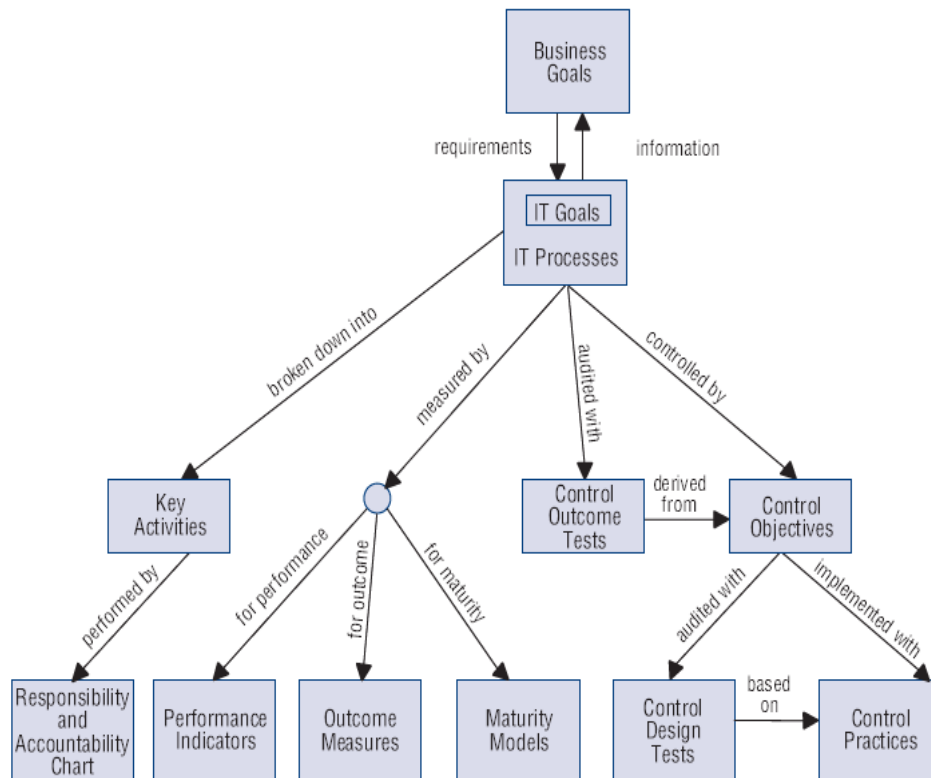 Business
Goals
requirements
information
IT Goals
IT Processes
broken down into
measured by
audited with
controlled by
Key
Activities
Control
Outcome
Tests
derived
from
Control
Objectives
performed by
for performance
for outcome
for maturity
audited with
implemented with
Responsibility
and
Accountability
Chart
Performance
Indicators
Outcome
Measures
Maturity
Models
Control
Design
Tests
based
on
Control
Practices